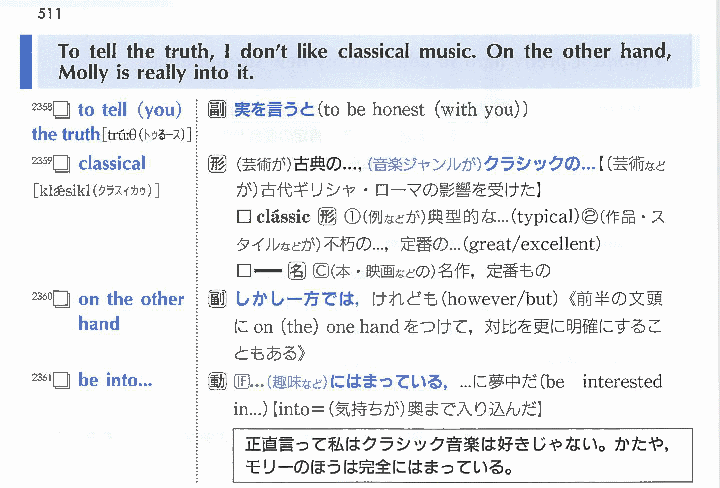 511
To tell the truth, I don't like classical music. On the other hand,
Molly is really into it.
2358 □ to tell (you) 副 実を言うと(to be honest (with you))
the truth[trúːθ(トゥるース)]
2359 □ classical 形 (芸術が)古典の…, (音楽ジャンルが)クラシックの…【(芸術など
[klǽsikl(クラスィカゥ)] が)古代ギリシャ・ローマの影響を受けた】
□ clássic 形 ①(例などが)典型的な…(typical)②(作品・ス
タイルなどが)不朽の…, 定番の…(great/excellent)
□━ 名 Ⓒ(本・映画などの)名作, 定番もの
2360 □ on the other 副 しかし一方では, けれども(however/but)《前半の文頭
hand に on (the) one hand をつけて, 対比を更に明確にするこ
ともある》
2361 □ be into... 動 IF…(趣味など)にはまっている, …に夢中だ(be interested
in...)【into=(気持ちが)奥まで入り込んだ】
正直言って私はクラシック音楽は好きじゃない。かたや,
モリーのほうは完全にはまっている。